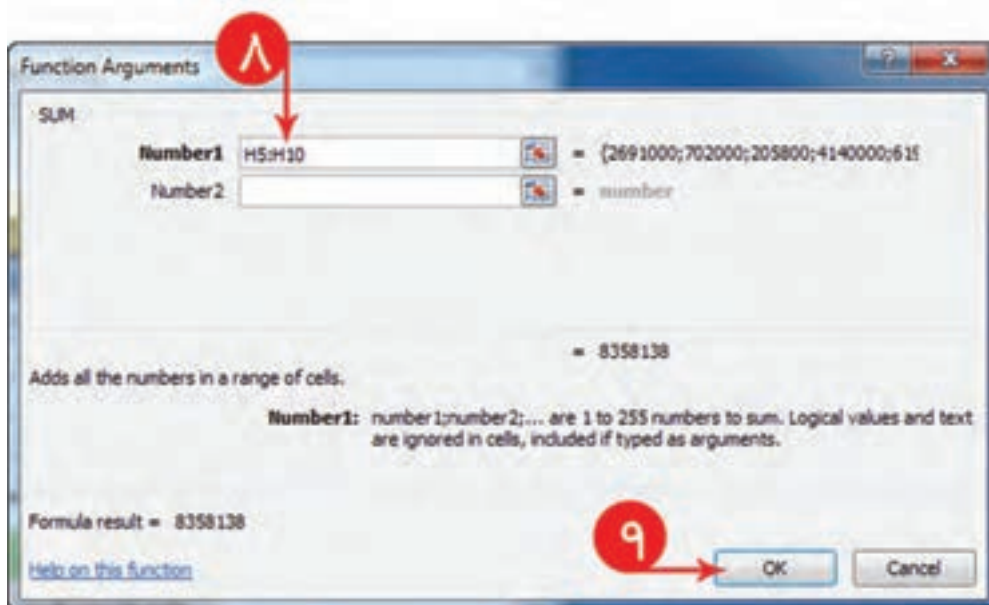 ٨
Function Arguments
SUM
Number1 H5:H10 = {2691000;702000;205800;4140000;619
Number2 = number
= 8358138
Adds all the numbers in a range of cells.
Number1: number1;number2;... are 1 to 255 numbers to sum. Logical values and text
are ignored in cells, included if typed as arguments.
Formula result = 8358138
٩
Help on this function OK Cancel